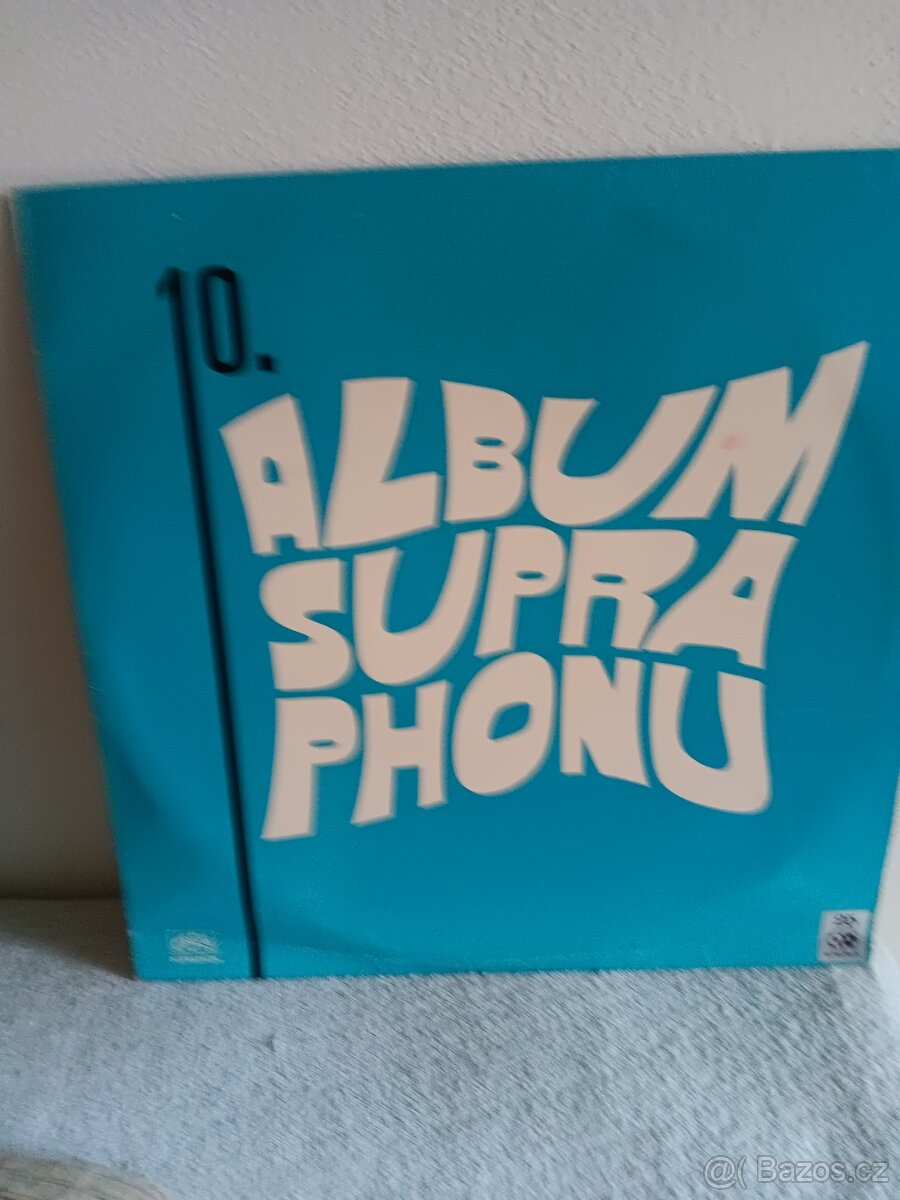 10.
ALBUM
SUPRA
PHONU
@( Bazos.cz